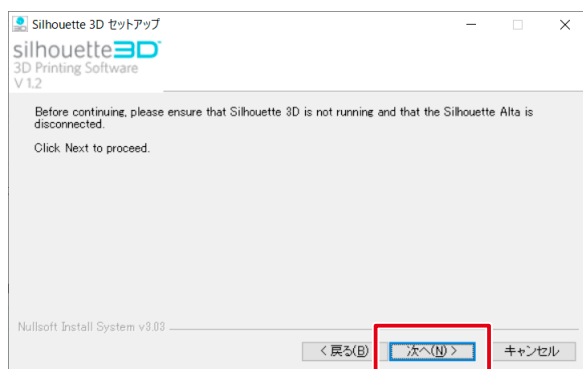 Silhouette 3D セットアップ
silhouette3D
3D Printing Software
V 1.2
Before continuing, please ensure that Silhouette 3D is not running and that the Silhouette Alta is
disconnected.
Click Next to proceed.
Nullsoft Install System v3.03
< 戻る(B) 次へ(N) > キャンセル